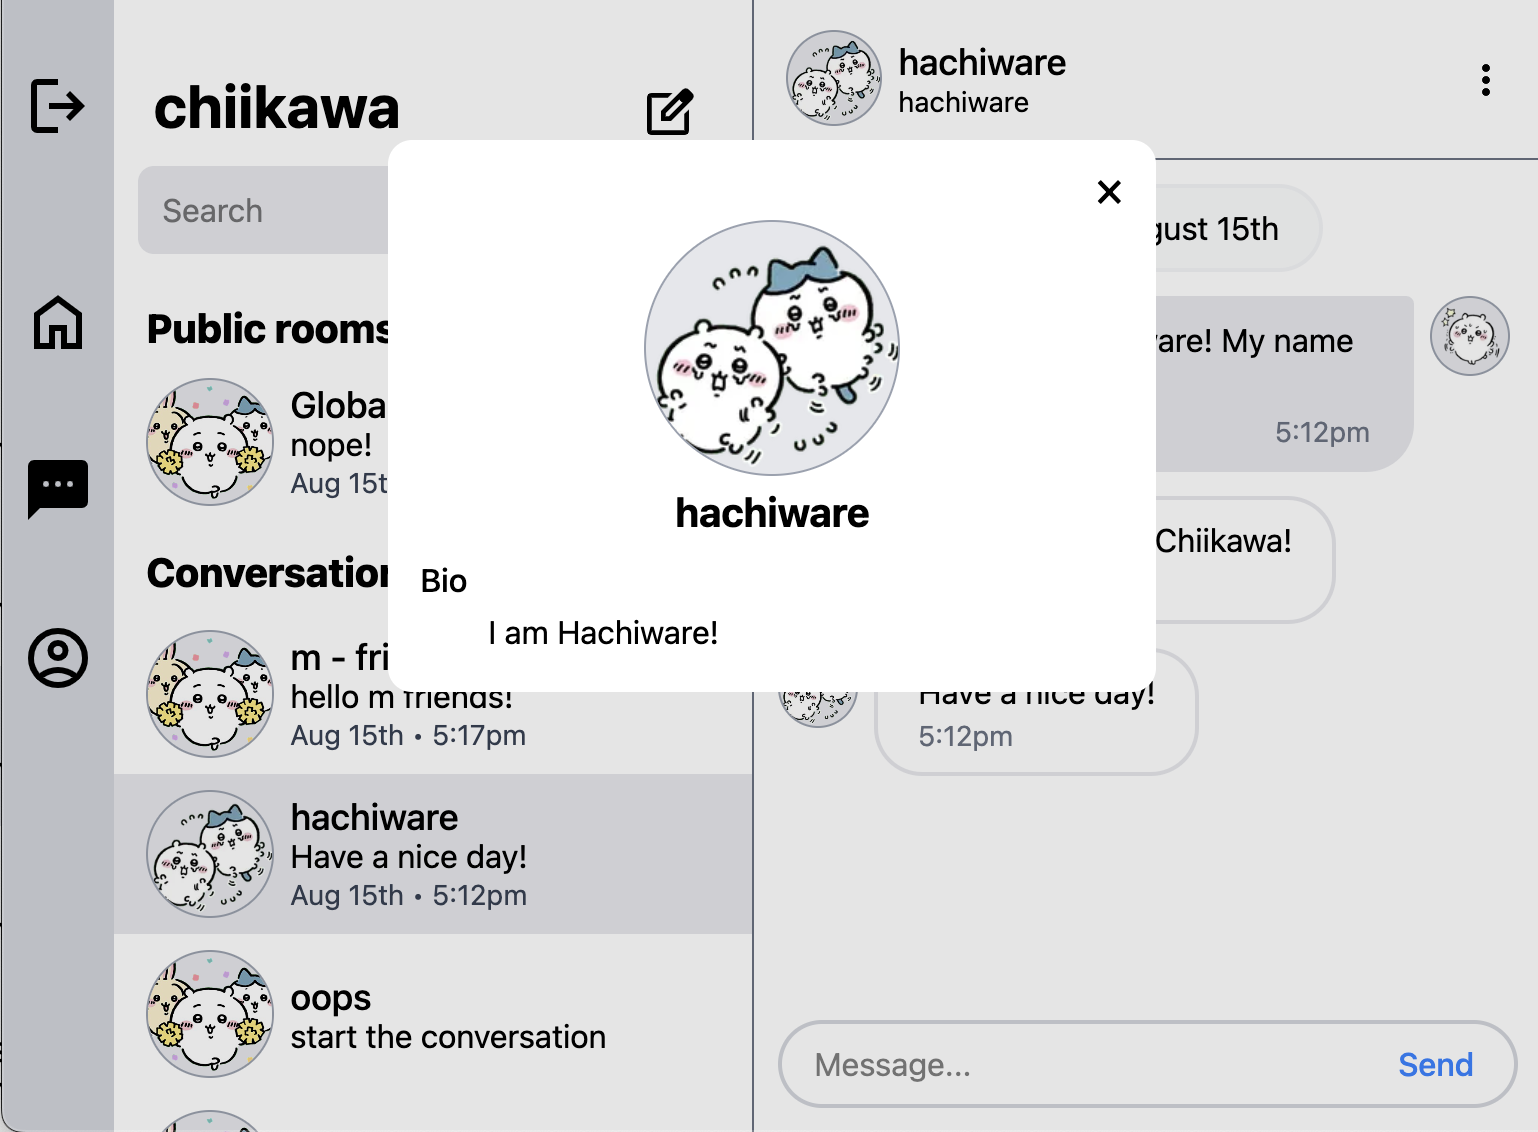 chiikawa
Search
Public rooms
Globa
nope!
Aug 15t
Conversation
m - fri
hello m friends!
Aug 15th • 5:17pm
hachiware
Have a nice day!
Aug 15th • 5:12pm
oops
start the conversation
hachiware
hachiware
gust 15th
are! My name
5:12pm
Chiikawa!
Have a nice day!
5:12pm
Message...
Send
hachiware
Bio
I am Hachiware!